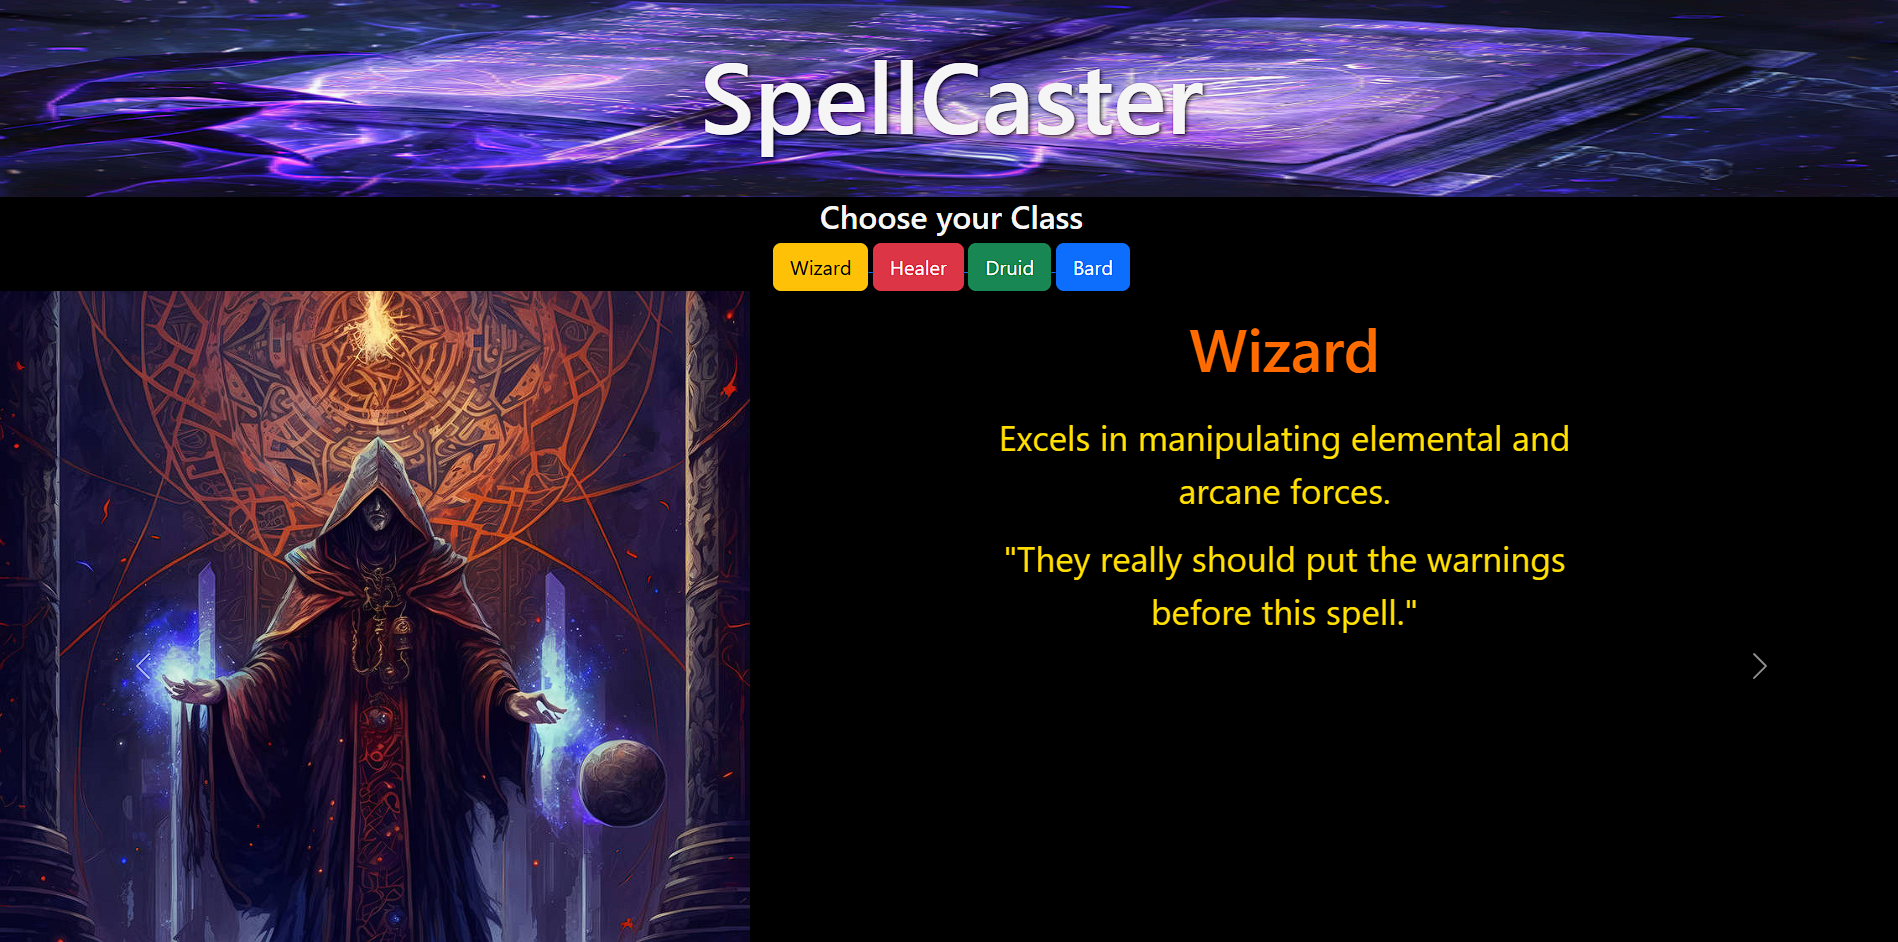 SpellCaster
Choose your Class
Wizard Healer Druid Bard
Wizard
Excels in manipulating elemental and
arcane forces.
"They really should put the warnings
before this spell."